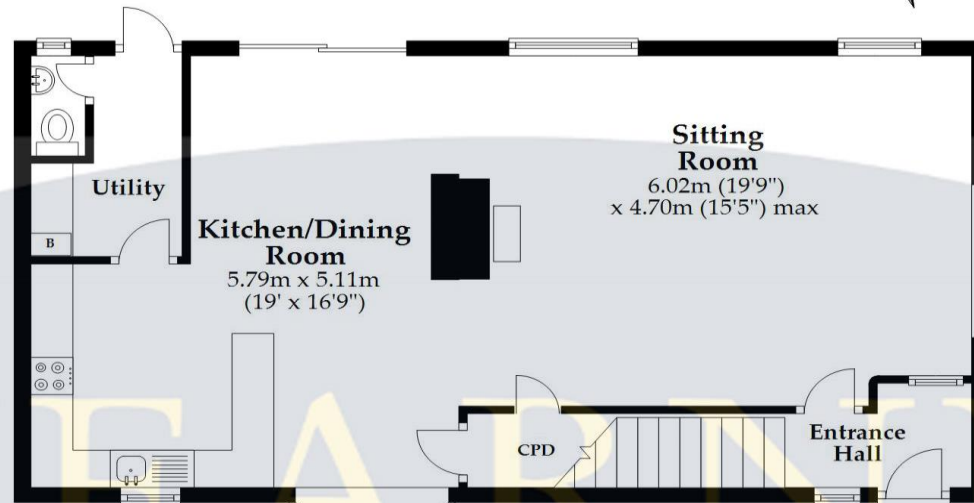 Sitting
Room
6.02m (19'9")
x 4.70m (15'5") max
Utility
Kitchen/Dining
Room
5.79m x 5.11m
(19' x 16'9")
B
CPD
Entrance
Hall